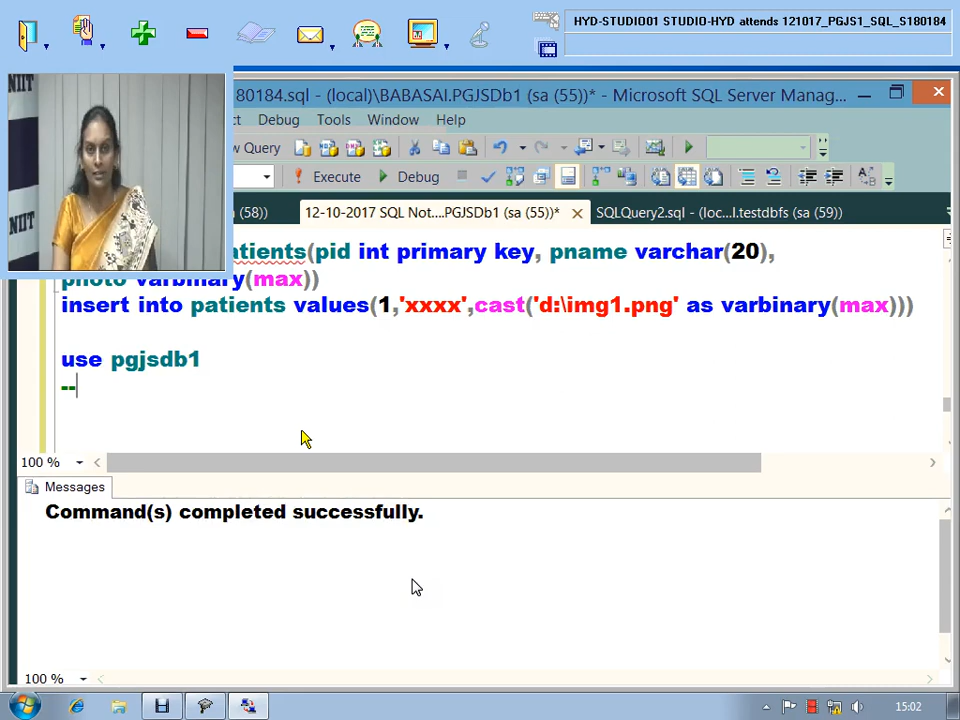 HYD-STUDIO01 STUDIO-HYD attends 121017_PGJS1_SQL_S180184
NIIT
NIIT
NIIT
80184.sql - (local)\BABASAI.PGJSDb1 (sa (55))* - Microsoft SQL Server Manag...
ct Debug Tools Window Help
w Query
Execute Debug
(58)) 12-10-2017 SQL Not....PGJSDb1 (sa (55))* SQLQuery2.sql - (loc...l.testdbfs (sa (59))
atients(pid int primary key, pname varchar(20),
photo varbinary(max))
insert into patients values(1,'xxxx',cast('d:\img1.png' as varbinary(max)))
use pgjsdb1
--
100 %
Messages
Command(s) completed successfully.
100 %
15:02